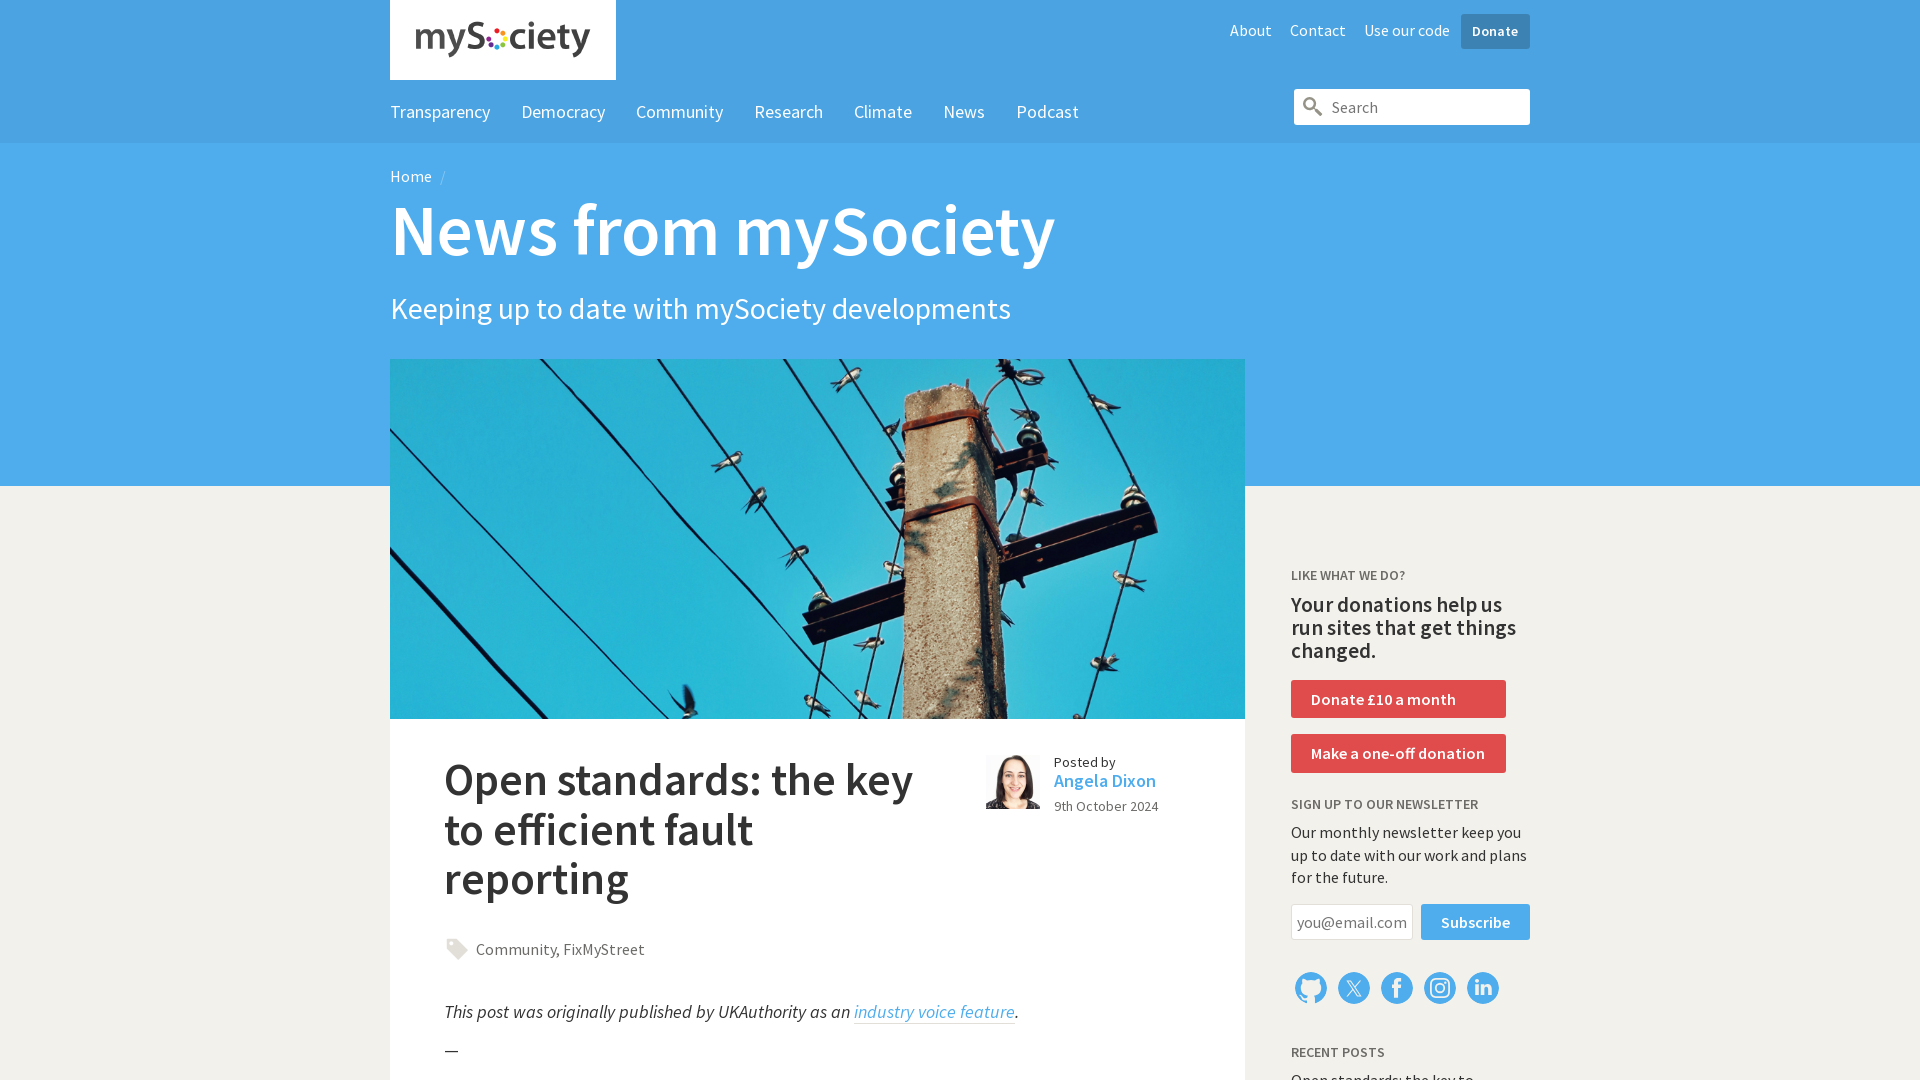 mySociety
About
Contact
Use our code
Donate
Transparency
Democracy
Community
Research
Climate
News
Podcast
Search
Home /
News from mySociety
Keeping up to date with mySociety developments
Open standards: the key
to efficient fault
reporting
Posted by
Angela Dixon
9th October 2024
Community, FixMyStreet
This post was originally published by UKAuthority as an industry voice feature.
—
LIKE WHAT WE DO?
Your donations help us
run sites that get things
changed.
Donate £10 a month
Make a one-off donation
SIGN UP TO OUR NEWSLETTER
Our monthly newsletter keep you
up to date with our work and plans
for the future.
you@email.com
Subscribe
RECENT POSTS
Open standards: the key to